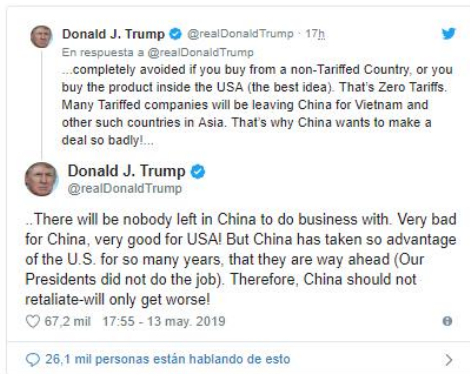 Donald J. Trump @realDonaldTrump · 17h
En respuesta a @realDonaldTrump
...completely avoided if you buy from a non-Tariffed Country, or you
buy the product inside the USA (the best idea). That's Zero Tariffs.
Many Tariffed companies will be leaving China for Vietnam and
other such countries in Asia. That's why China wants to make a
deal so badly!...
Donald J. Trump
@realDonaldTrump
..There will be nobody left in China to do business with. Very bad
for China, very good for USA! But China has taken so advantage
of the U.S. for so many years, that they are way ahead (Our
Presidents did not do the job). Therefore, China should not
retaliate-will only get worse!
67,2 mil 17:55 - 13 may. 2019
26,1 mil personas están hablando de esto